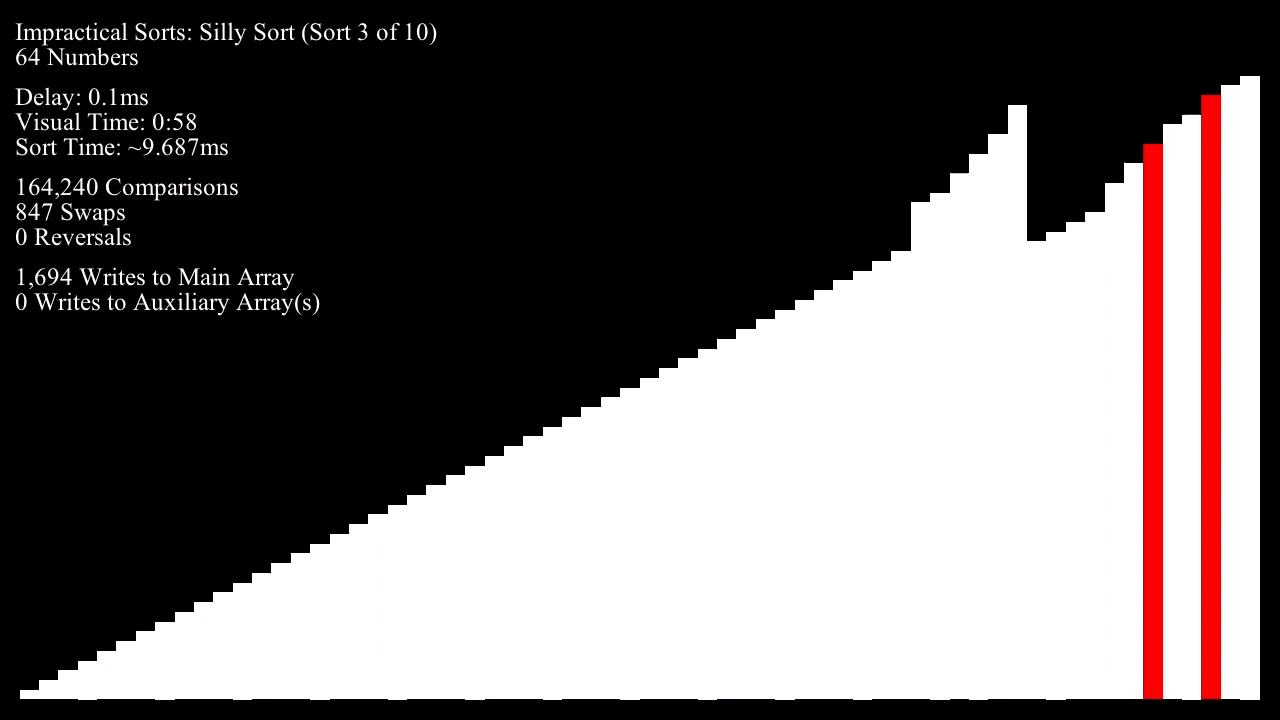 Impractical Sorts: Silly Sort (Sort 3 of 10)
64 Numbers
Delay: 0.1ms
Visual Time: 0:58
Sort Time: ~9.687ms
164,240 Comparisons
847 Swaps
0 Reversals
1,694 Writes to Main Array
0 Writes to Auxiliary Array(s)